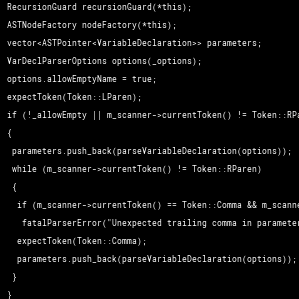 RecursionGuard recursionGuard(*this);
ASTNodeFactory nodeFactory(*this);
vector<ASTPointer<VariableDeclaration>> parameters;
VarDeclParserOptions options(_options);
options.allowEmptyName = true;
expectToken(Token::LParen);
if (!_allowEmpty || m_scanner->currentToken() != Token::RPa
{
parameters.push_back(parseVariableDeclaration(options));
while (m_scanner->currentToken() != Token::RParen)
{
if (m_scanner->currentToken() == Token::Comma && m_scanne
fatalParserError("Unexpected trailing comma in parameter
expectToken(Token::Comma);
parameters.push_back(parseVariableDeclaration(options));
}
}